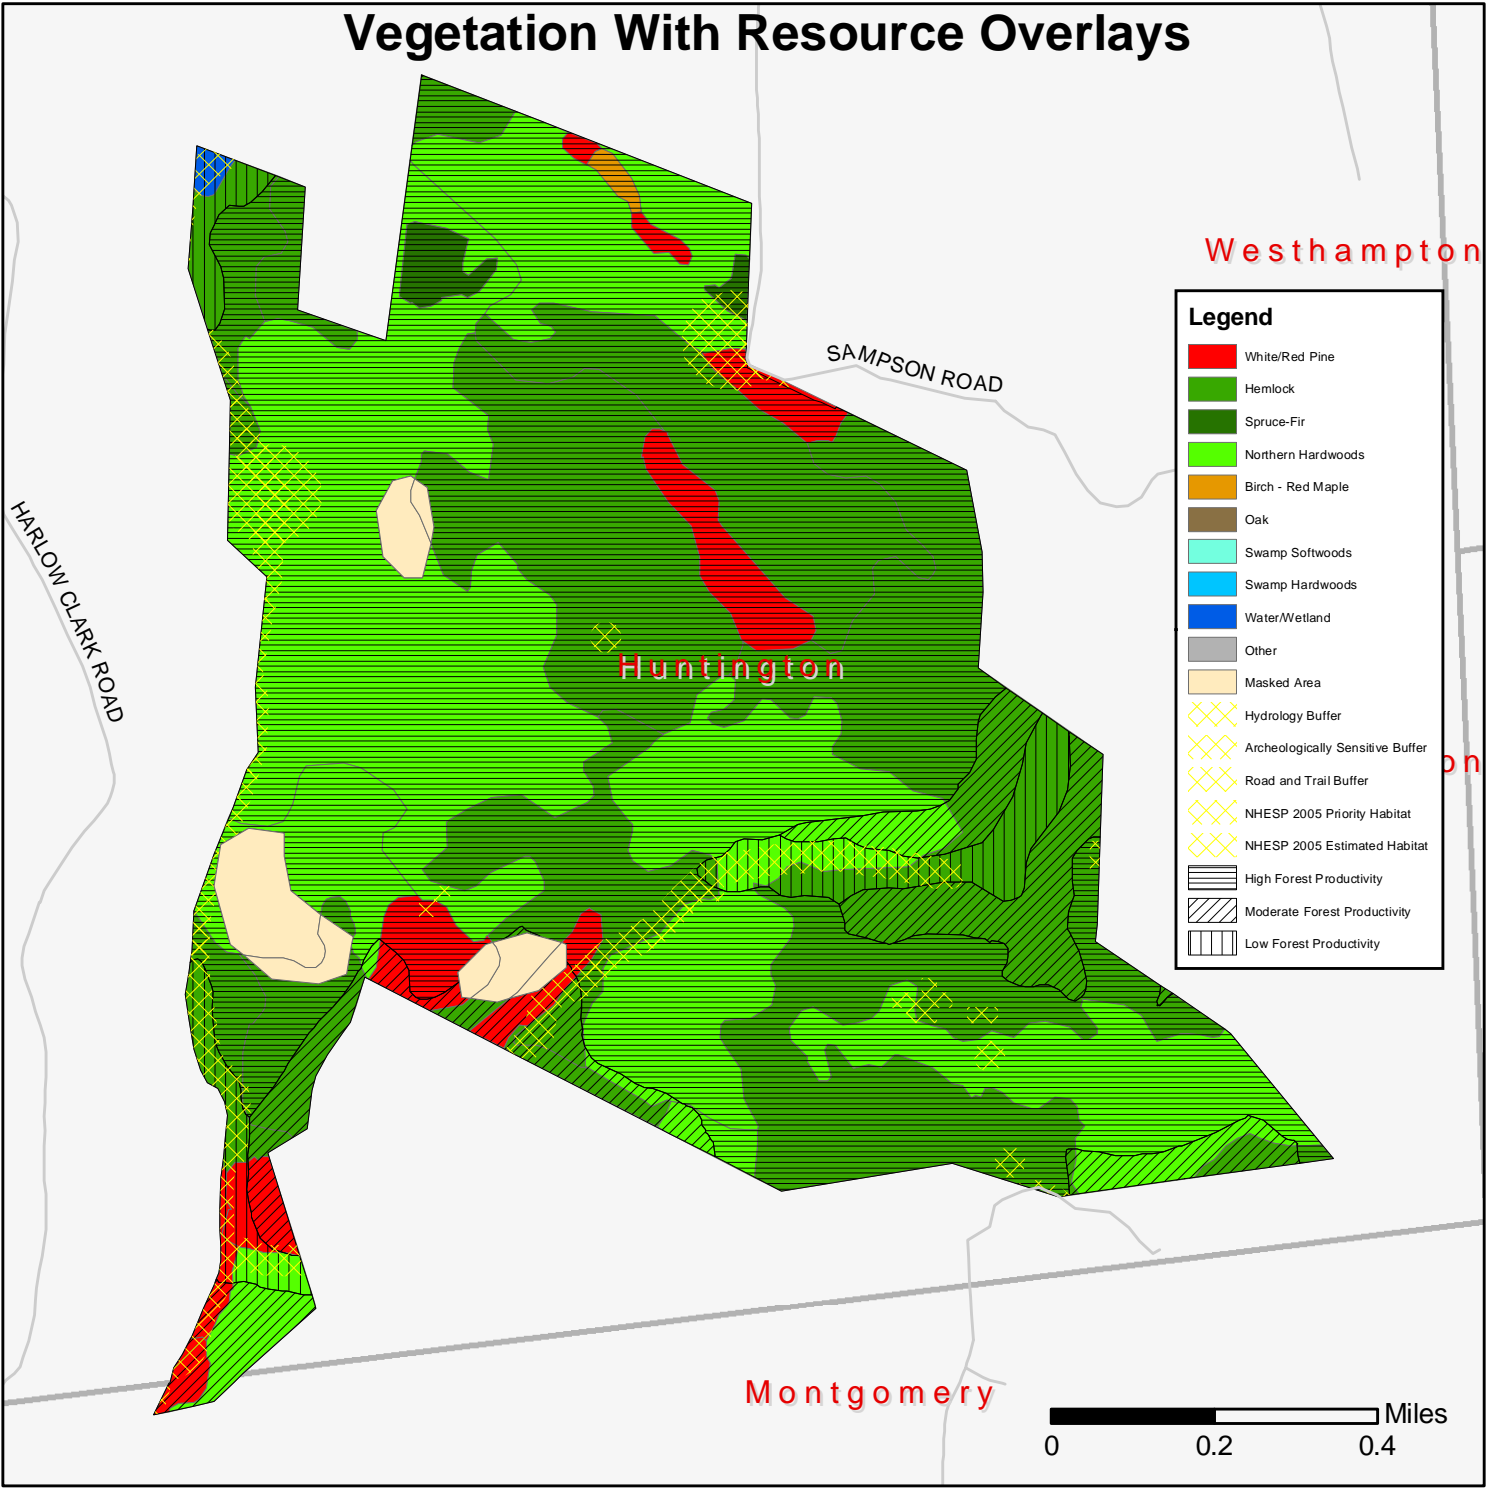 Vegetation With Resource Overlays
Westhampton
SAMPSON ROAD
HARLOW CLARK ROAD
Huntington
on
Montgomery
Legend
White/Red Pine
Hemlock
Spruce-Fir
Northern Hardwoods
Birch - Red Maple
Oak
Swamp Softwoods
Swamp Hardwoods
Water/Wetland
Other
Masked Area
Hydrology Buffer
Archeologically Sensitive Buffer
Road and Trail Buffer
NHESP 2005 Priority Habitat
NHESP 2005 Estimated Habitat
High Forest Productivity
Moderate Forest Productivity
Low Forest Productivity
Miles
0 0.2 0.4